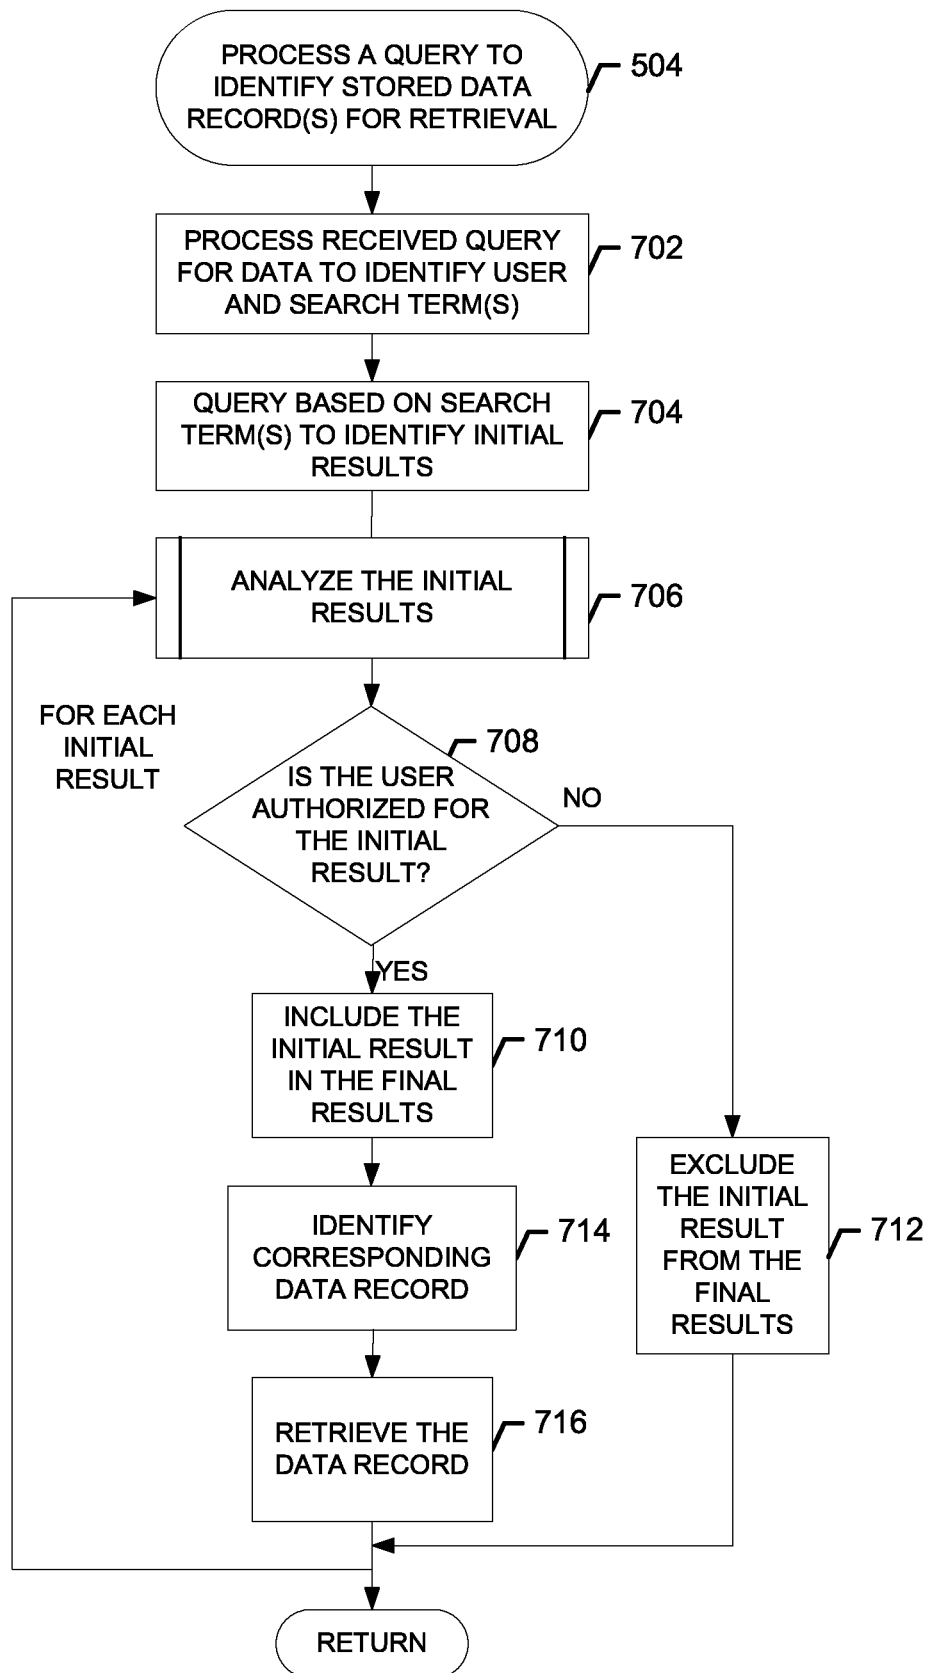 PROCESS A QUERY TO
IDENTIFY STORED DATA
RECORD(S) FOR RETRIEVAL
504
PROCESS RECEIVED QUERY
FOR DATA TO IDENTIFY USER
AND SEARCH TERM(S)
702
QUERY BASED ON SEARCH
TERM(S) TO IDENTIFY INITIAL
RESULTS
704
ANALYZE THE INITIAL
RESULTS
706
FOR EACH
INITIAL
RESULT
708
IS THE USER
AUTHORIZED FOR
THE INITIAL
RESULT?
NO
YES
INCLUDE THE
INITIAL RESULT
IN THE FINAL
RESULTS
710
EXCLUDE
THE INITIAL
RESULT
FROM THE
FINAL
RESULTS
712
IDENTIFY
CORRESPONDING
DATA RECORD
714
RETRIEVE THE
DATA RECORD
716
RETURN